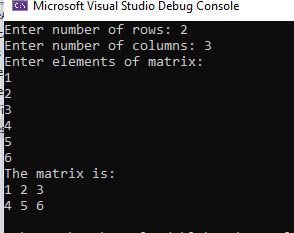 Microsoft Visual Studio Debug Console
Enter number of rows: 2
Enter number of columns: 3
Enter elements of matrix:
1
2
3
4
5
6
The matrix is:
1 2 3
4 5 6